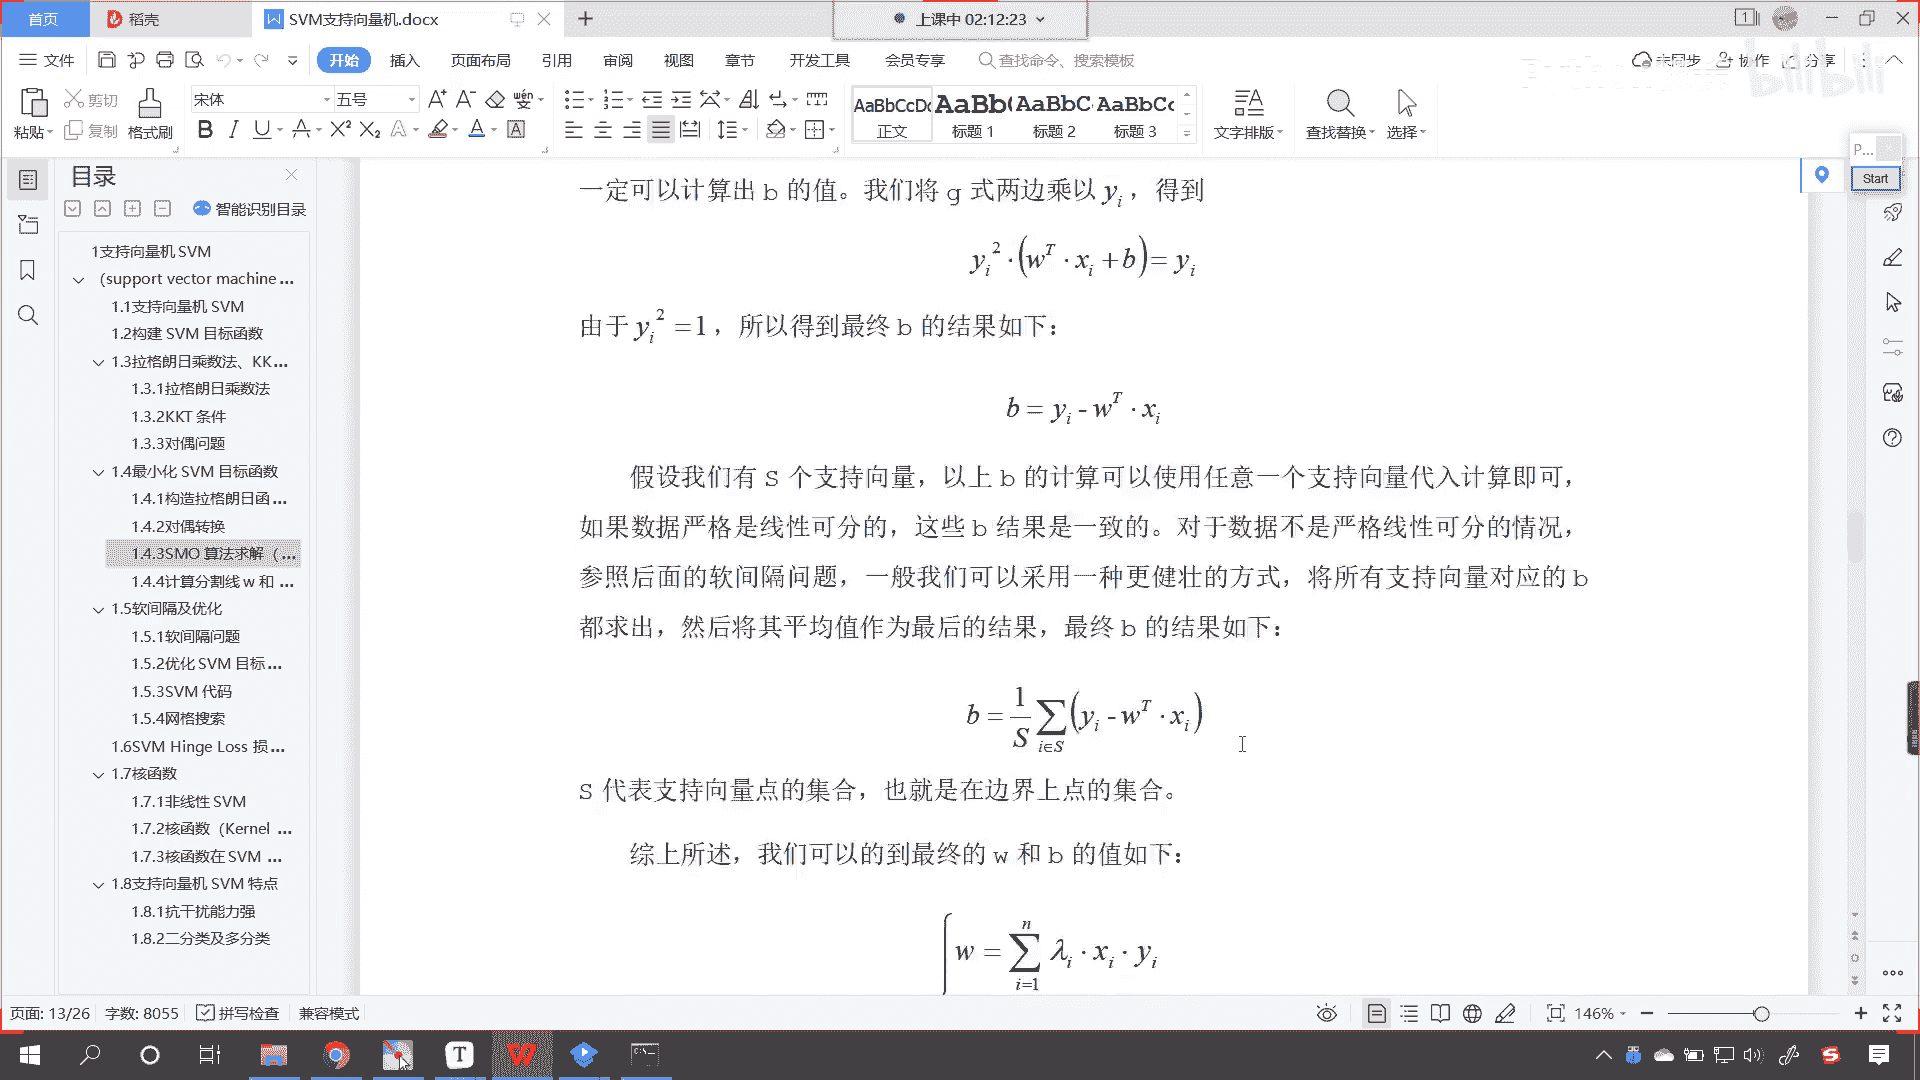 首页
稻壳
SVM支持向量机.docx
上课中 02:12:23
文件
开始
插入
页面布局
引用
审阅
视图
章节
开发工具
会员专享
查找命令、搜索模板
未同步
协作
分享
bilibili
粘贴
剪切
复制
格式刷
宋体
五号
AaBbCcDd
正文
AaBb(
标题 1
AaBbC
标题 2
AaBbCc
标题 3
文字排版
查找替换
选择
P...
Start
目录
智能识别目录
1支持向量机 SVM
(support vector machine ...
1.1支持向量机 SVM
1.2构建 SVM 目标函数
1.3拉格朗日乘数法、KK...
1.3.1拉格朗日乘数法
1.3.2KKT 条件
1.3.3对偶问题
1.4最小化 SVM 目标函数
1.4.1构造拉格朗日函...
1.4.2对偶转换
1.4.3SMO 算法求解（...
1.4.4计算分割线 w 和 ...
1.5软间隔及优化
1.5.1软间隔问题
1.5.2优化 SVM 目标...
1.5.3SVM 代码
1.5.4网格搜索
1.6SVM Hinge Loss 损...
1.7核函数
1.7.1非线性 SVM
1.7.2核函数（Kernel ...
1.7.3核函数在 SVM ...
1.8支持向量机 SVM 特点
1.8.1抗干扰能力强
1.8.2二分类及多分类
一定可以计算出 b 的值。我们将 g 式两边乘以 y_i，得到
y_i^2 · (w^T · x_i + b) = y_i
由于 y_i^2 = 1，所以得到最终 b 的结果如下：
b = y_i - w^T · x_i
假设我们有 S 个支持向量，以上 b 的计算可以使用任意一个支持向量代入计算即可，
如果数据严格是线性可分的，这些 b 结果是一致的。对于数据不是严格线性可分的情况，
参照后面的软间隔问题，一般我们可以采用一种更健壮的方式，将所有支持向量对应的 b
都求出，然后将其平均值作为最后的结果，最终 b 的结果如下：
b = 1/S ∑_{i∈S} (y_i - w^T · x_i)
S 代表支持向量点的集合，也就是在边界上点的集合。
综上所述，我们可以的到最终的 w 和 b 的值如下：
w = ∑_{i=1}^{n} λ_i · x_i · y_i
页面: 13/26
字数: 8055
拼写检查
兼容模式
146%